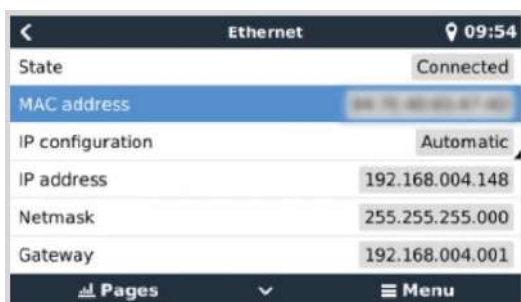 Ethernet 09:54
State Connected
MAC address
IP configuration Automatic
IP address 192.168.004.148
Netmask 255.255.255.000
Gateway 192.168.004.001
Pages Menu